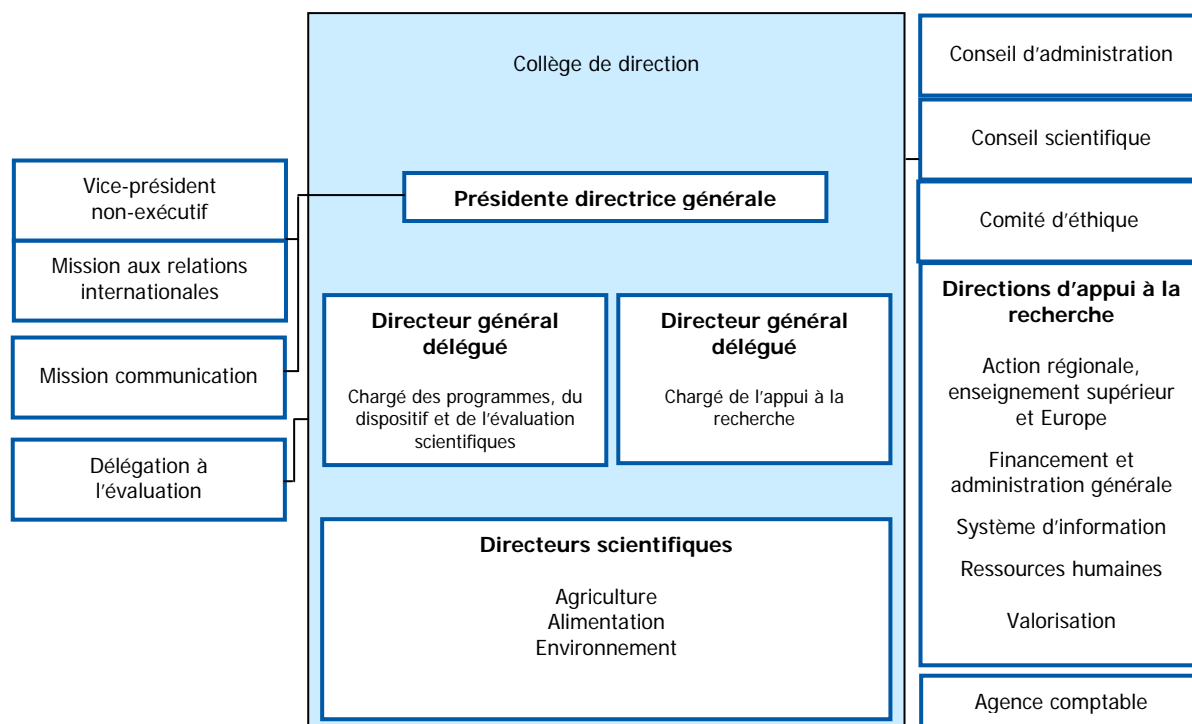 Collège de direction
Présidente directrice générale
Vice-président
non-exécutif
Mission aux relations
internationales
Mission communication
Délégation à
l'évaluation
Directeur général
délégué
Chargé des programmes, du
dispositif et de l'évaluation
scientifiques
Directeur général
délégué
Chargé de l'appui à la
recherche
Directeurs scientifiques
Agriculture
Alimentation
Environnement
Conseil d'administration
Conseil scientifique
Comité d'éthique
Directions d'appui à la
recherche
Action régionale,
enseignement supérieur
et Europe
Financement et
administration générale
Système d'information
Ressources humaines
Valorisation
Agence comptable